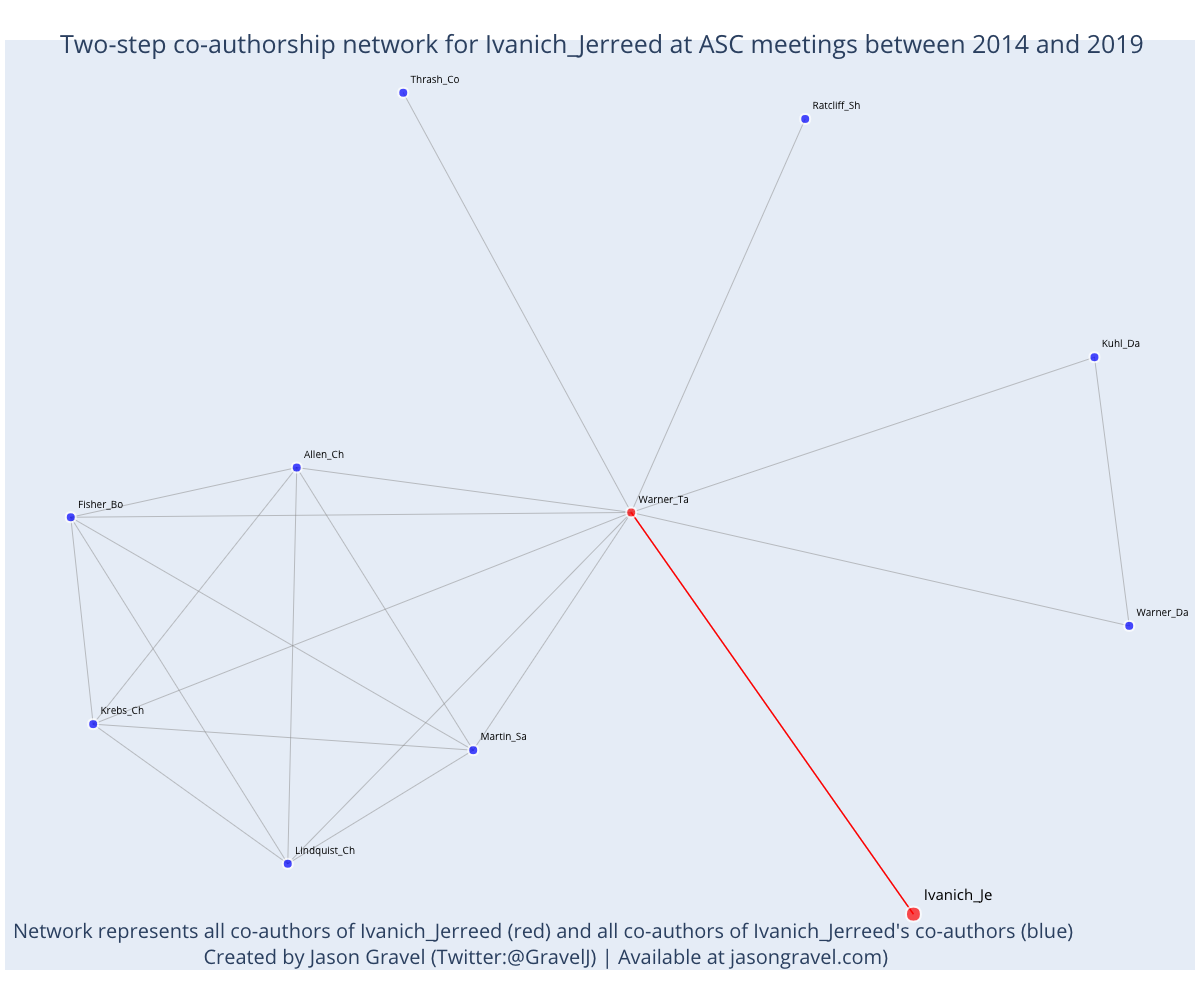 Two-step co-authorship network for Ivanich_Jerreed at ASC meetings between 2014 and 2019
Thrash_Co
Ratcliff_Sh
Kuhl_Da
Allen_Ch
Fisher_Bo
Warner_Ta
Warner_Da
Krebs_Ch
Martin_Sa
Lindquist_Ch
Ivanich_Je
Network represents all co-authors of Ivanich_Jerreed (red) and all co-authors of Ivanich_Jerreed's co-authors (blue)
Created by Jason Gravel (Twitter:@GravelJ) | Available at jasongravel.com)